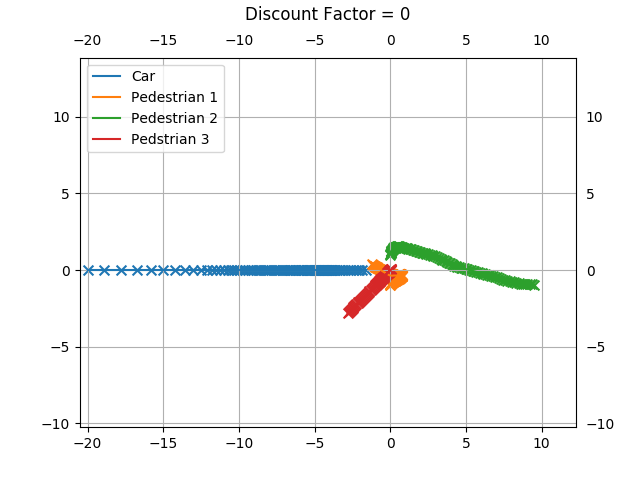 Discount Factor = 0
−20 −15 −10 −5 0 5 10
Car
Pedestrian 1
Pedestrian 2
Pedstrian 3
10 10
5 5
0 0
−5 −5
−10 −10
−20 −15 −10 −5 0 5 10